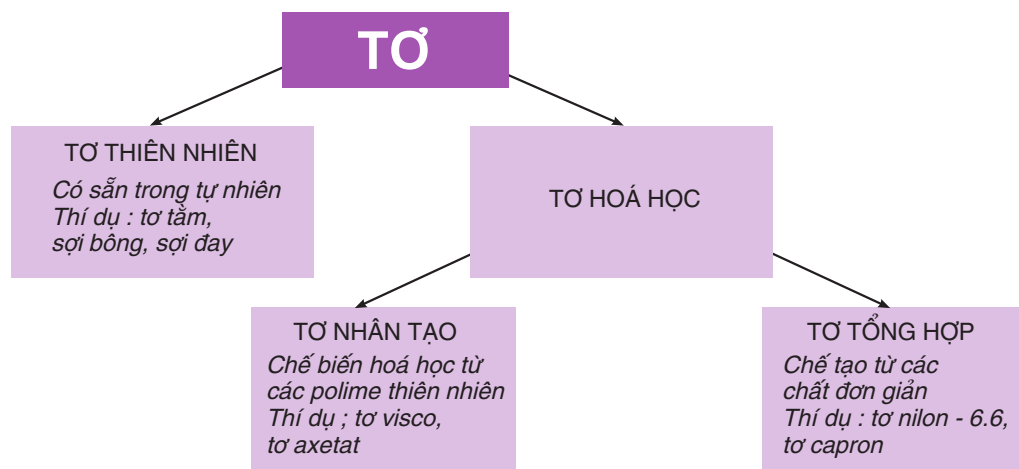 TƠ
TƠ THIÊN NHIÊN
Có sẵn trong tự nhiên
Thí dụ : tơ tằm,
sợi bông, sợi đay
TƠ HOÁ HỌC
TƠ NHÂN TẠO
Chế biến hoá học từ
các polime thiên nhiên
Thí dụ ; tơ visco,
tơ axetat
TƠ TỔNG HỢP
Chế tạo từ các
chất đơn giản
Thí dụ : tơ nilon - 6.6,
tơ capron